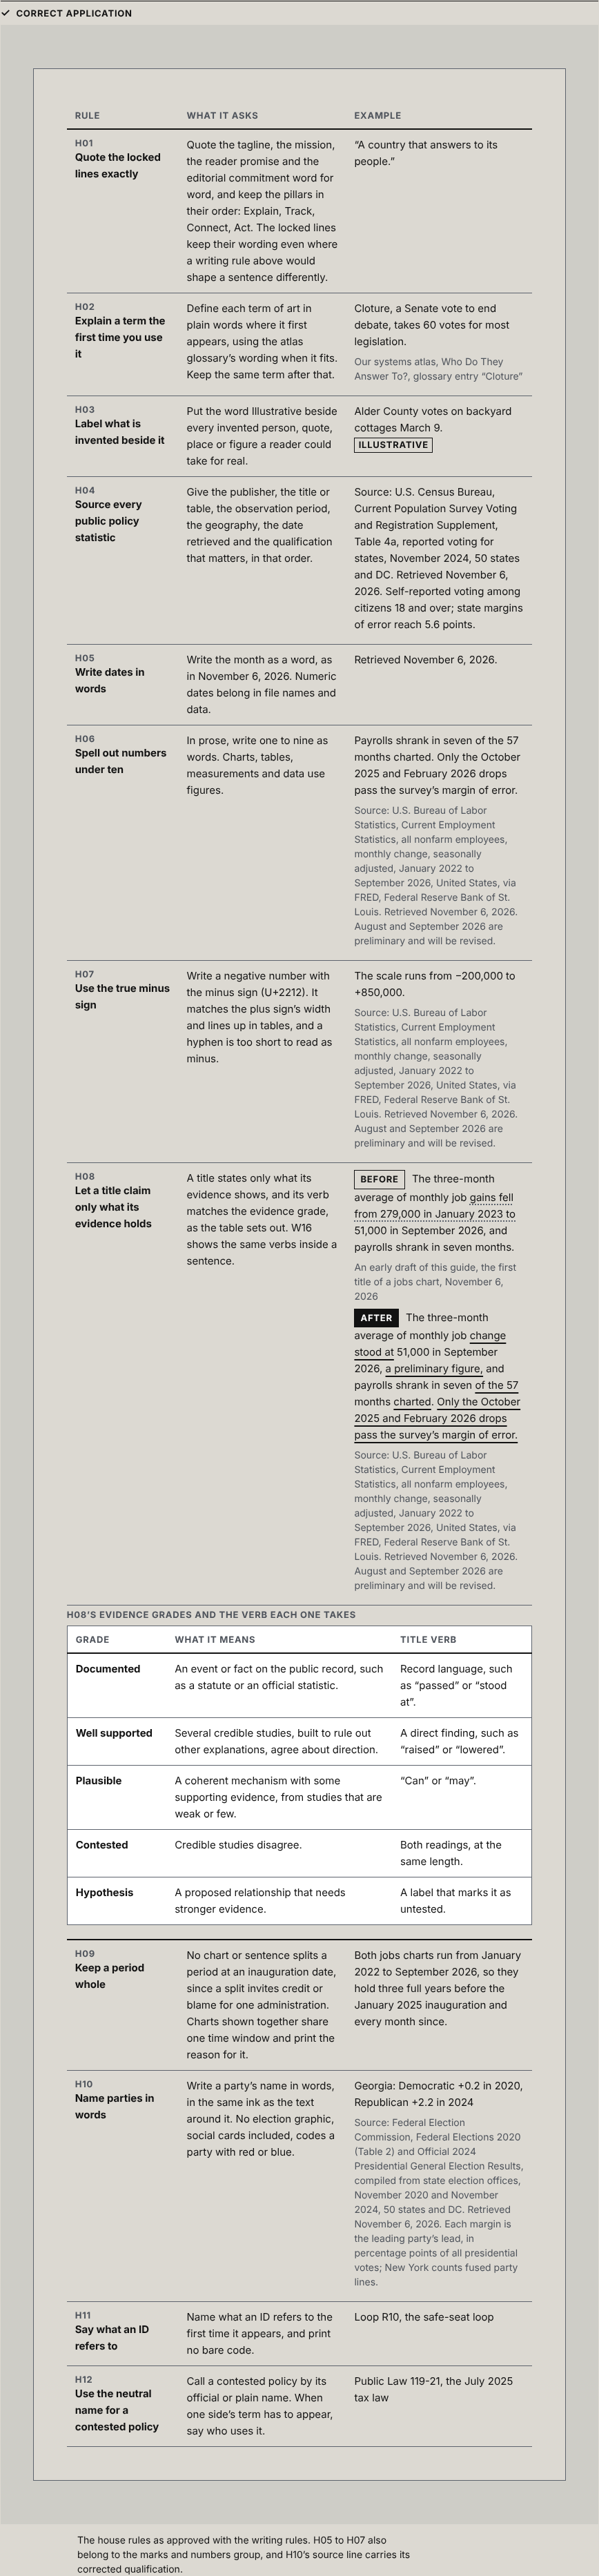 ✓ CORRECT APPLICATION
RULE
WHAT IT ASKS
EXAMPLE
H01
Quote the locked
lines exactly
Quote the tagline, the mission,
the reader promise and the
editorial commitment word for
word, and keep the pillars in
their order: Explain, Track,
Connect, Act. The locked lines
keep their wording even where
a writing rule above would
shape a sentence differently.
“A country that answers to its
people.”
H02
Explain a term the
first time you use
it
Define each term of art in
plain words where it first
appears, using the atlas
glossary’s wording when it fits.
Keep the same term after that.
Cloture, a Senate vote to end
debate, takes 60 votes for most
legislation.
Our systems atlas, Who Do They
Answer To?, glossary entry “Cloture”
H03
Label what is
invented beside it
Put the word Illustrative beside
every invented person, quote,
place or figure a reader could
take for real.
Alder County votes on backyard
cottages March 9.
ILLUSTRATIVE
H04
Source every
public policy
statistic
Give the publisher, the title or
table, the observation period,
the geography, the date
retrieved and the qualification
that matters, in that order.
Source: U.S. Census Bureau,
Current Population Survey Voting
and Registration Supplement,
Table 4a, reported voting for
states, November 2024, 50 states
and DC. Retrieved November 6,
2026. Self-reported voting among
citizens 18 and over; state margins
of error reach 5.6 points.
H05
Write dates in
words
Write the month as a word, as
in November 6, 2026. Numeric
dates belong in file names and
data.
Retrieved November 6, 2026.
H06
Spell out numbers
under ten
In prose, write one to nine as
words. Charts, tables,
measurements and data use
figures.
Payrolls shrank in seven of the 57
months charted. Only the October
2025 and February 2026 drops
pass the survey’s margin of error.
Source: U.S. Bureau of Labor
Statistics, Current Employment
Statistics, all nonfarm employees,
monthly change, seasonally
adjusted, January 2022 to
September 2026, United States, via
FRED, Federal Reserve Bank of St.
Louis. Retrieved November 6, 2026.
August and September 2026 are
preliminary and will be revised.
H07
Use the true minus
sign
Write a negative number with
the minus sign (U+2212). It
matches the plus sign’s width
and lines up in tables, and a
hyphen is too short to read as
minus.
The scale runs from −200,000 to
+850,000.
Source: U.S. Bureau of Labor
Statistics, Current Employment
Statistics, all nonfarm employees,
monthly change, seasonally
adjusted, January 2022 to
September 2026, United States, via
FRED, Federal Reserve Bank of St.
Louis. Retrieved November 6, 2026.
August and September 2026 are
preliminary and will be revised.
H08
Let a title claim
only what its
evidence holds
A title states only what its
evidence shows, and its verb
matches the evidence grade,
as the table sets out. W16
shows the same verbs inside a
sentence.
BEFORE The three-month
average of monthly job gains fell
from 279,000 in January 2023 to
51,000 in September 2026, and
payrolls shrank in seven months.
An early draft of this guide, the first
title of a jobs chart, November 6,
2026
AFTER The three-month
average of monthly job change
stood at 51,000 in September
2026, a preliminary figure, and
payrolls shrank in seven of the 57
months charted. Only the October
2025 and February 2026 drops
pass the survey’s margin of error.
Source: U.S. Bureau of Labor
Statistics, Current Employment
Statistics, all nonfarm employees,
monthly change, seasonally
adjusted, January 2022 to
September 2026, United States, via
FRED, Federal Reserve Bank of St.
Louis. Retrieved November 6, 2026.
August and September 2026 are
preliminary and will be revised.
H08’S EVIDENCE GRADES AND THE VERB EACH ONE TAKES
GRADE
WHAT IT MEANS
TITLE VERB
Documented
An event or fact on the public record, such
as a statute or an official statistic.
Record language, such
as “passed” or “stood
at”.
Well supported
Several credible studies, built to rule out
other explanations, agree about direction.
A direct finding, such as
“raised” or “lowered”.
Plausible
A coherent mechanism with some
supporting evidence, from studies that are
weak or few.
“Can” or “may”.
Contested
Credible studies disagree.
Both readings, at the
same length.
Hypothesis
A proposed relationship that needs
stronger evidence.
A label that marks it as
untested.
H09
Keep a period
whole
No chart or sentence splits a
period at an inauguration date,
since a split invites credit or
blame for one administration.
Charts shown together share
one time window and print the
reason for it.
Both jobs charts run from January
2022 to September 2026, so they
hold three full years before the
January 2025 inauguration and
every month since.
H10
Name parties in
words
Write a party’s name in words,
in the same ink as the text
around it. No election graphic,
social cards included, codes a
party with red or blue.
Georgia: Democratic +0.2 in 2020,
Republican +2.2 in 2024
Source: Federal Election
Commission, Federal Elections 2020
(Table 2) and Official 2024
Presidential General Election Results,
compiled from state election offices,
November 2020 and November
2024, 50 states and DC. Retrieved
November 6, 2026. Each margin is
the leading party’s lead, in
percentage points of all presidential
votes; New York counts fused party
lines.
H11
Say what an ID
refers to
Name what an ID refers to the
first time it appears, and print
no bare code.
Loop R10, the safe-seat loop
H12
Use the neutral
name for a
contested policy
Call a contested policy by its
official or plain name. When
one side’s term has to appear,
say who uses it.
Public Law 119-21, the July 2025
tax law
The house rules as approved with the writing rules. H05 to H07 also
belong to the marks and numbers group, and H10’s source line carries its
corrected qualification.